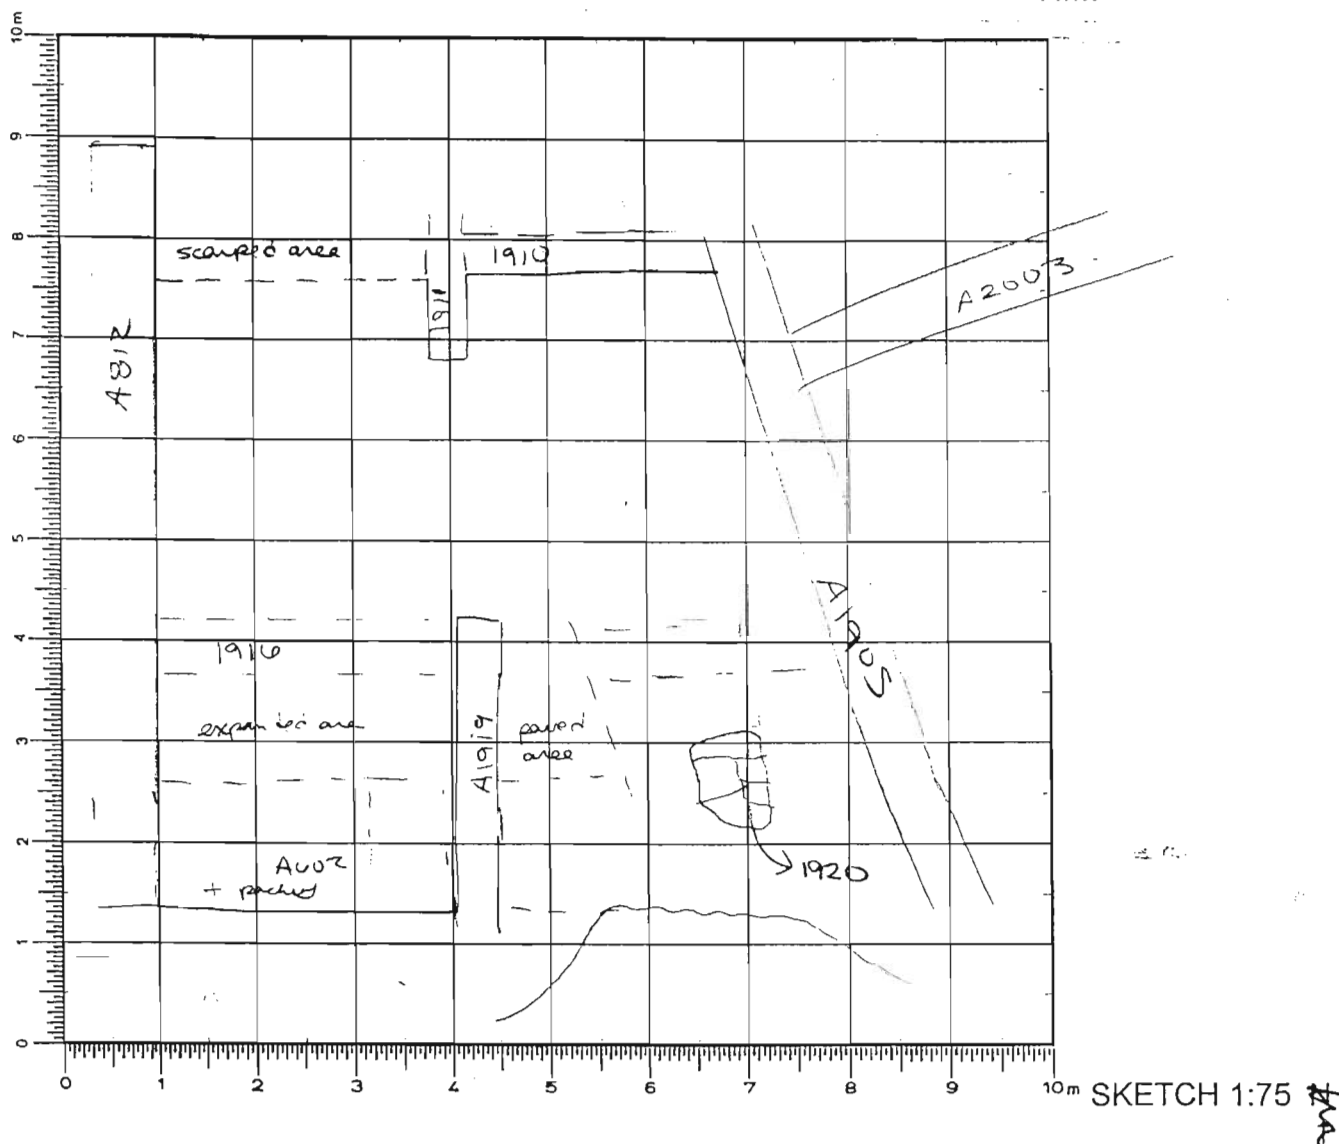 10m
9
8
7
6
5
4
3
2
1
0
scarped area
1910
1911
A2003
A812
A1905
1916
expanded area
A1919
paved
area
A002
+ packing
1920
0 1 2 3 4 5 6 7 8 9 10m
SKETCH 1:75